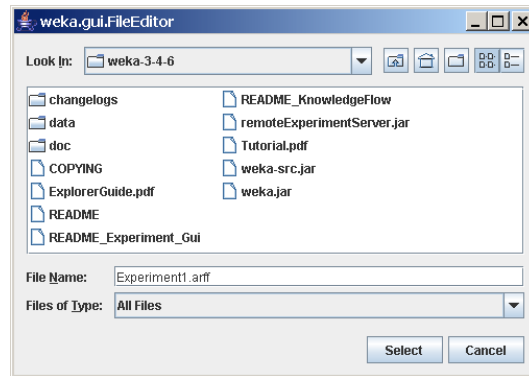 weka.gui.FileEditor
Look In: weka-3-4-6
changelogs
data
doc
COPYING
ExplorerGuide.pdf
README
README_Experiment_Gui
README_KnowledgeFlow
remoteExperimentServer.jar
Tutorial.pdf
weka-src.jar
weka.jar
File Name: Experiment1.arff
Files of Type: All Files
Select Cancel